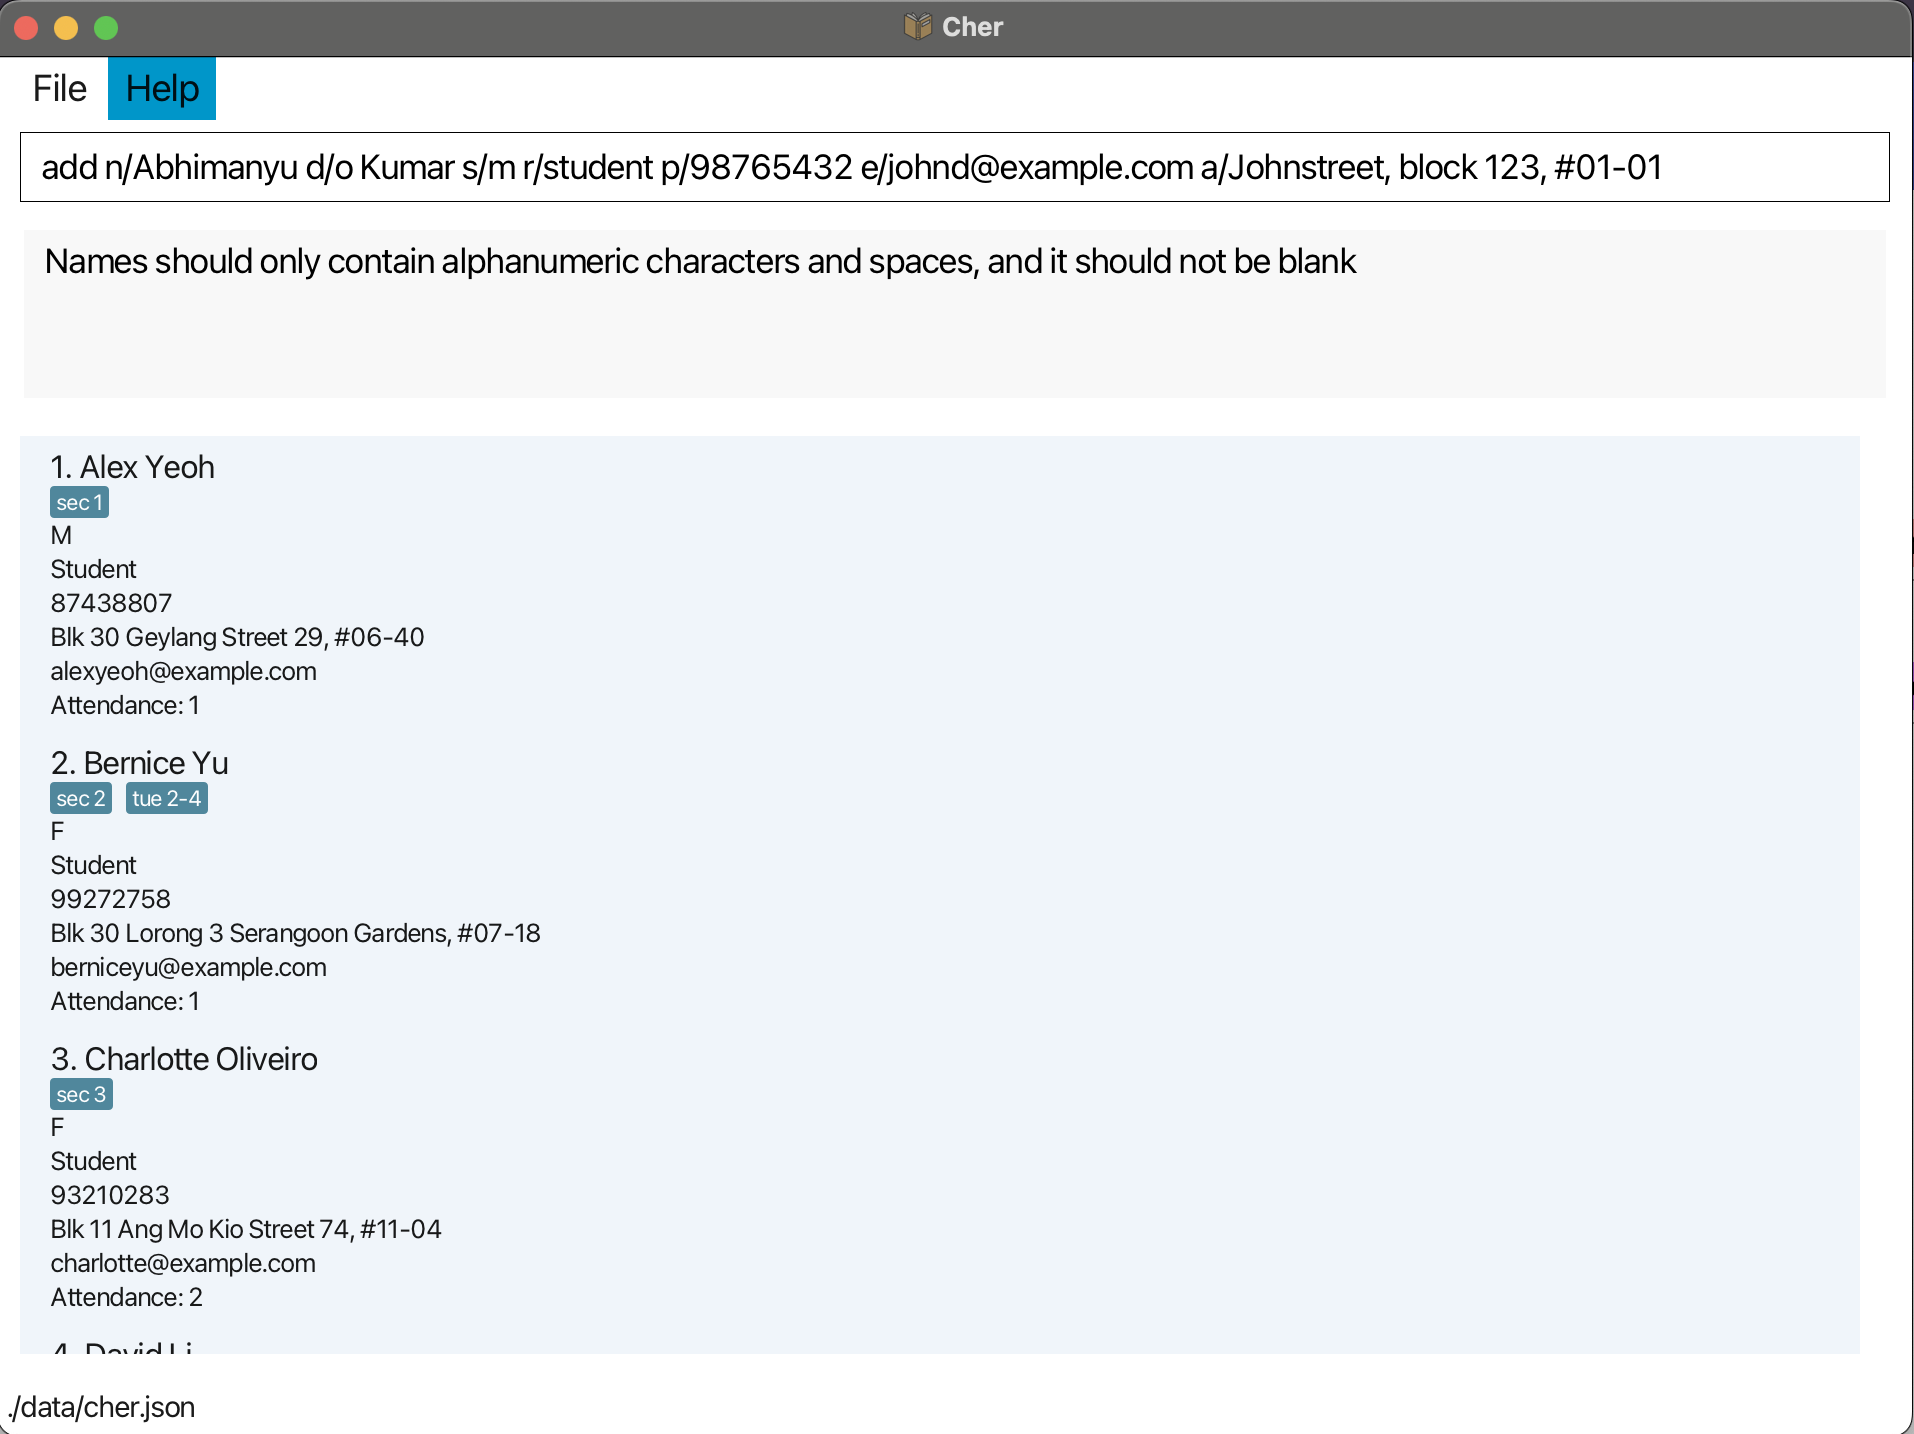 Cher
File Help
add n/Abhimanyu d/o Kumar s/m r/student p/98765432 e/johnd@example.com a/Johnstreet, block 123, #01-01
Names should only contain alphanumeric characters and spaces, and it should not be blank
1. Alex Yeoh
sec 1
M
Student
87438807
Blk 30 Geylang Street 29, #06-40
alexyeoh@example.com
Attendance: 1
2. Bernice Yu
sec 2 tue 2-4
F
Student
99272758
Blk 30 Lorong 3 Serangoon Gardens, #07-18
berniceyu@example.com
Attendance: 1
3. Charlotte Oliveiro
sec 3
F
Student
93210283
Blk 11 Ang Mo Kio Street 74, #11-04
charlotte@example.com
Attendance: 2
4. David Li
./data/cher.json